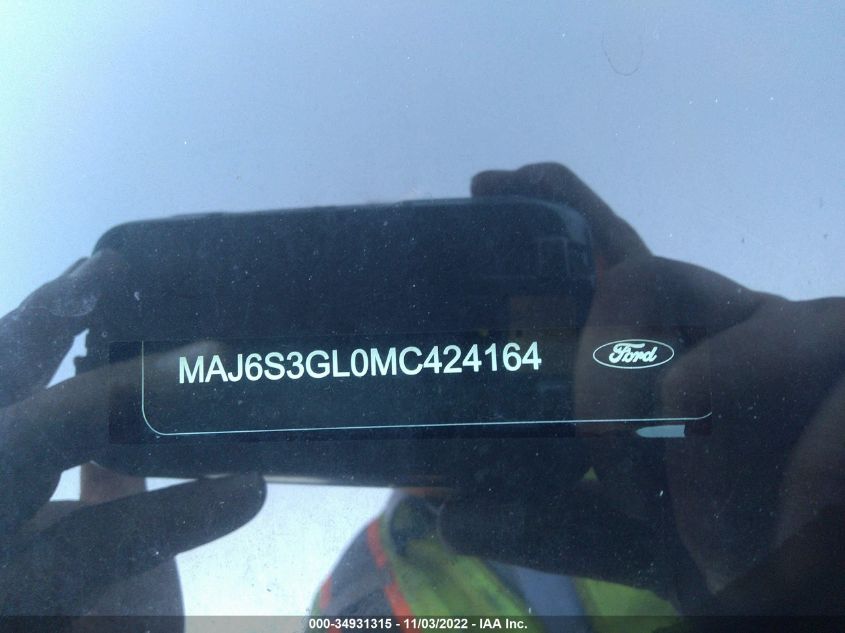 MAJ6S3GL0MC424164 Ford
000-34931315 - 11/03/2022 - IAA Inc.